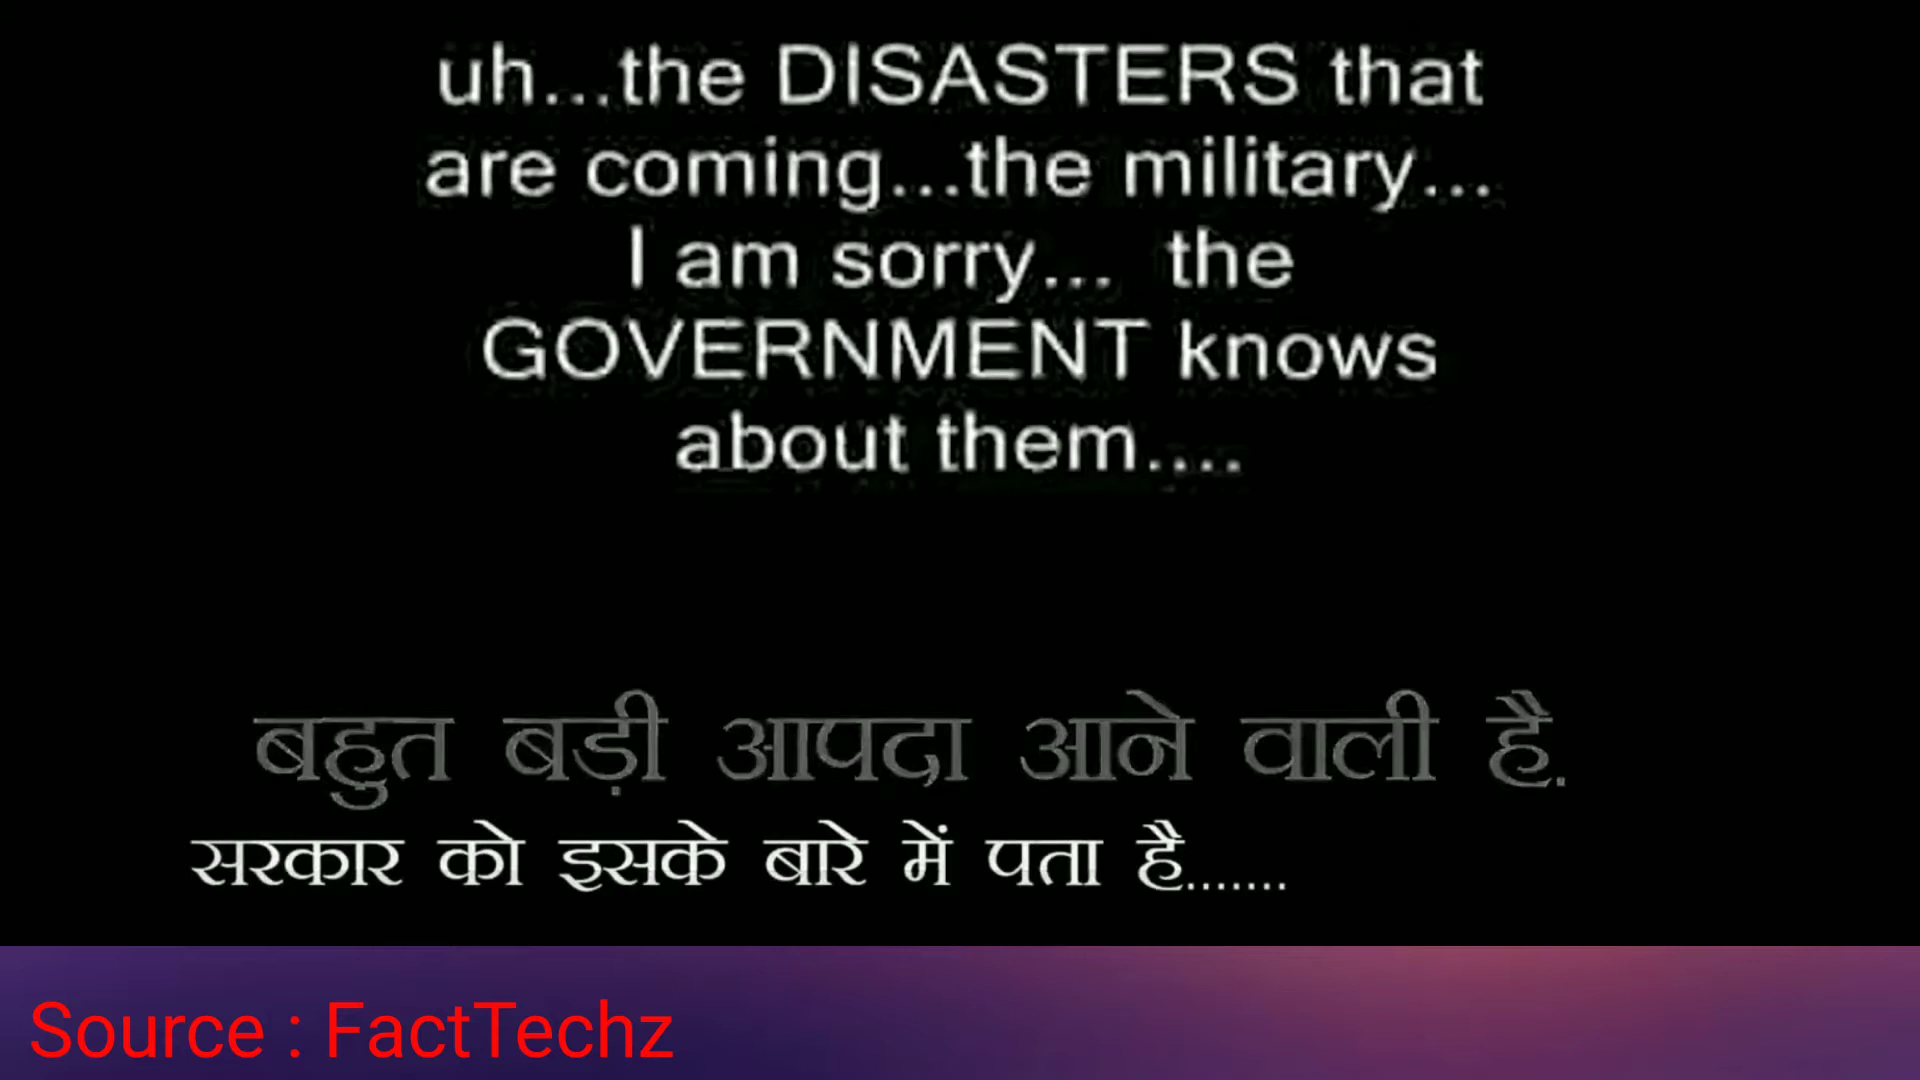 uh...the DISASTERS that
are coming...the military...
I am sorry... the
GOVERNMENT knows
about them....
बहुत बड़ी आपदा आने वाली है.
सरकार को इसके बारे में पता है.......
Source : FactTechz